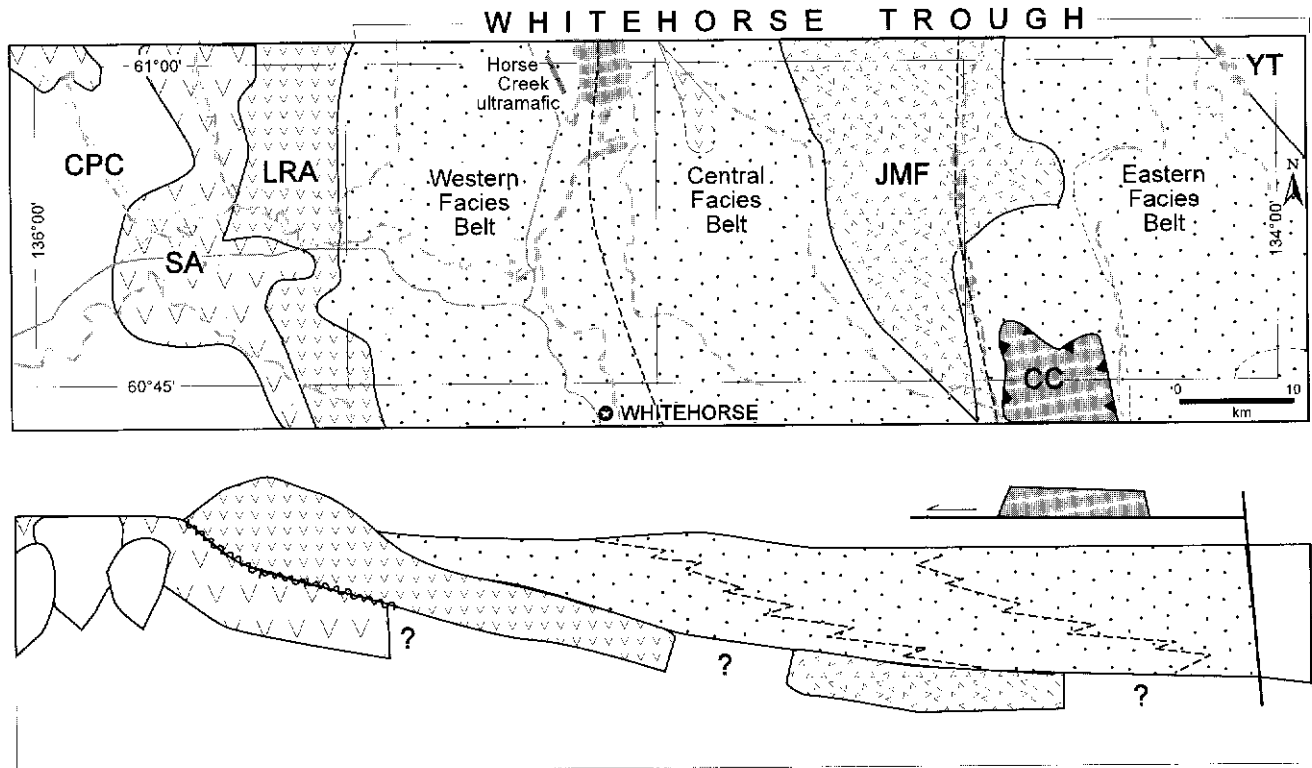 WHITEHORSE TROUGH
61°00'
Horse
Creek
ultramafic
YT
CPC
LRA
Western
Facies
Belt
Central
Facies
Belt
JMF
Eastern
Facies
Belt
N
136°00'
134°00'
SA
60°45'
CC
WHITEHORSE
0 10
km
?
?
?